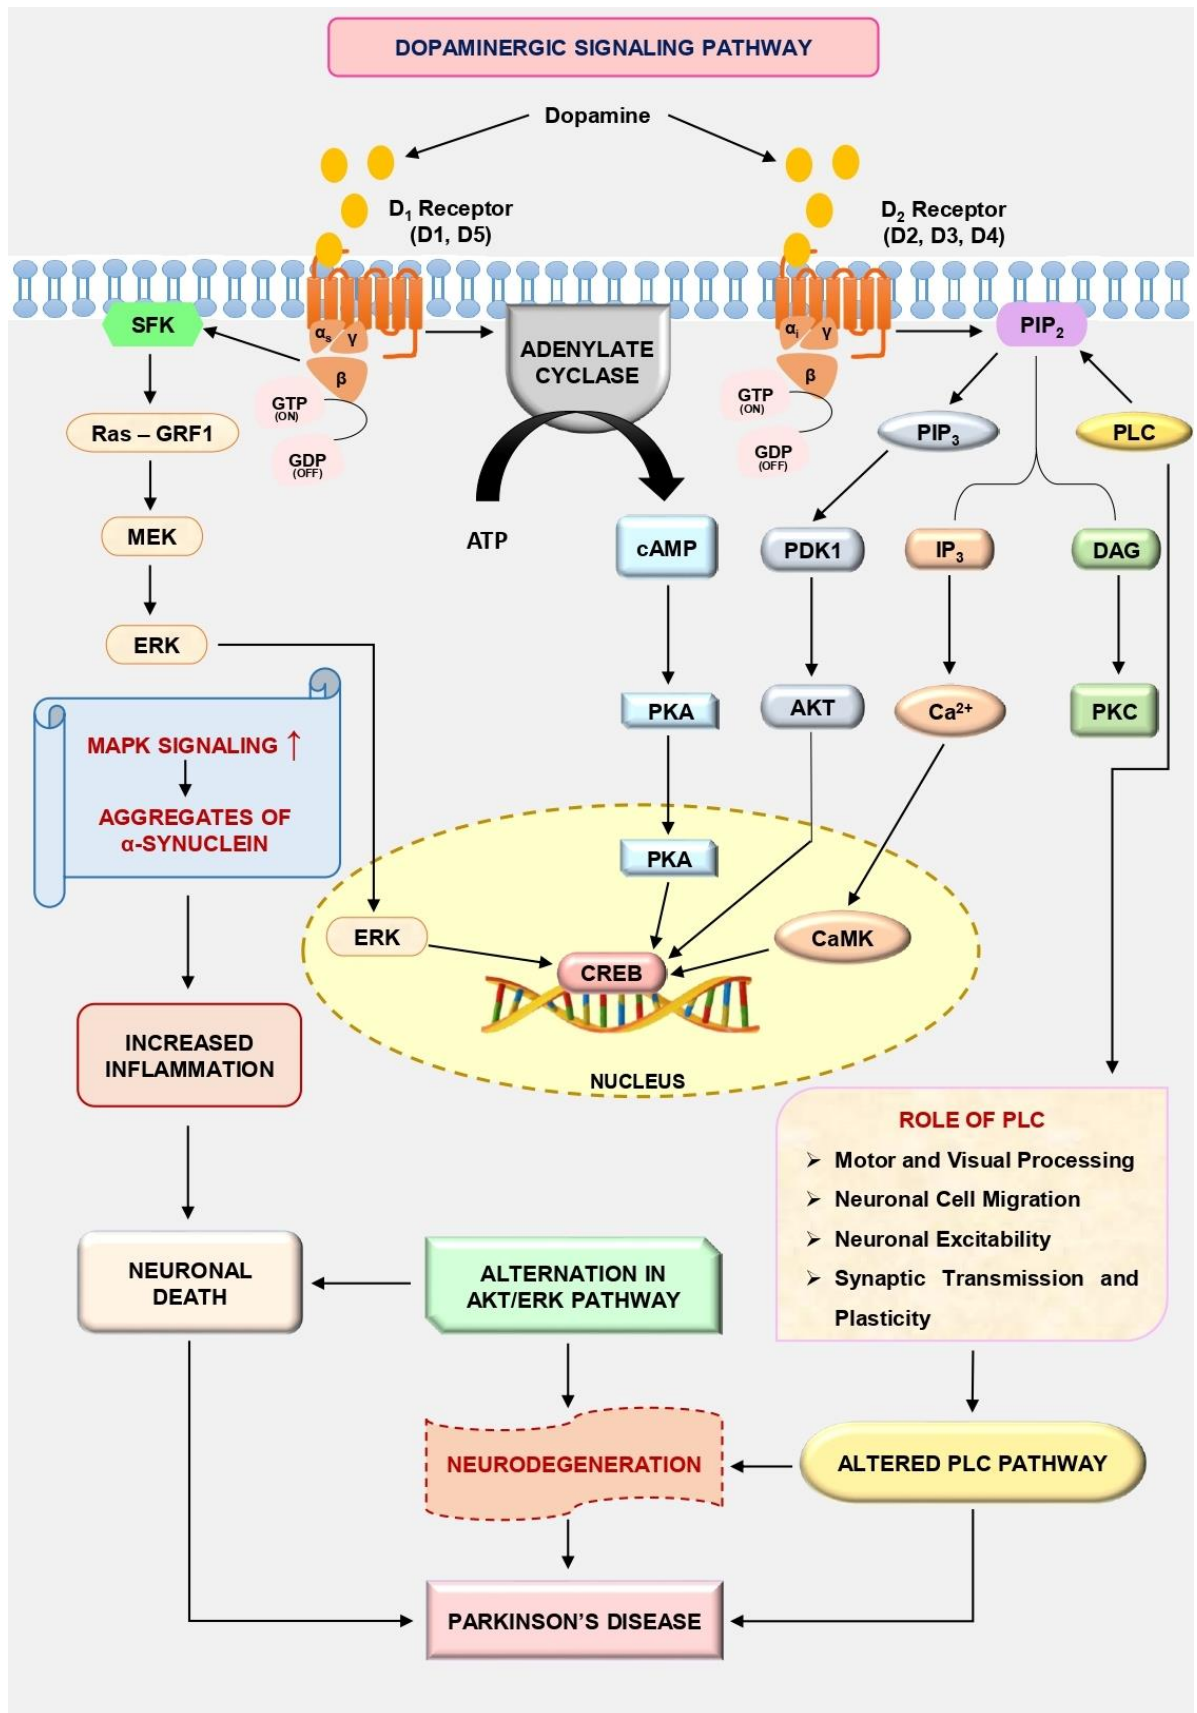 DOPAMINERGIC SIGNALING PATHWAY
Dopamine
D₁ Receptor
(D1, D5)
D₂ Receptor
(D2, D3, D4)
SFK
αₛ
γ
β
GTP
(ON)
GDP
(OFF)
ADENYLATE
CYCLASE
αᵢ
γ
β
GTP
(ON)
GDP
(OFF)
PIP₂
Ras – GRF1
PIP₃
PLC
MEK
ATP
cAMP
PDK1
IP₃
DAG
ERK
PKA
AKT
Ca²⁺
PKC
MAPK SIGNALING ↑
AGGREGATES OF
α-SYNUCLEIN
PKA
ERK
CaMK
CREB
NUCLEUS
INCREASED
INFLAMMATION
ROLE OF PLC
➢ Motor and Visual Processing
➢ Neuronal Cell Migration
➢ Neuronal Excitability
➢ Synaptic Transmission and
Plasticity
NEURONAL
DEATH
ALTERNATION IN
AKT/ERK PATHWAY
NEURODEGENERATION
ALTERED PLC PATHWAY
PARKINSON'S DISEASE